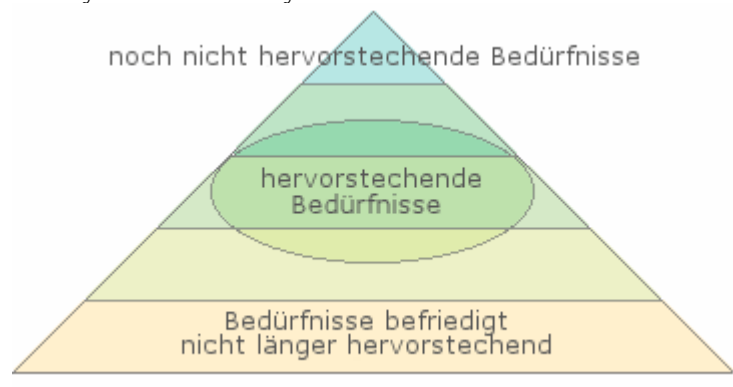 noch nicht hervorstechende Bedürfnisse
hervorstechende
Bedürfnisse
Bedürfnisse befriedigt
nicht länger hervorstechend